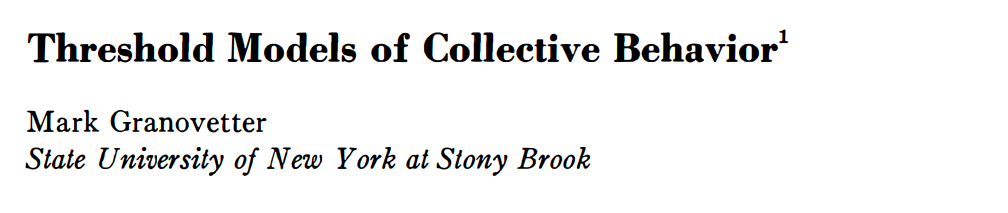 Threshold Models of Collective Behavior¹
Mark Granovetter
State University of New York at Stony Brook